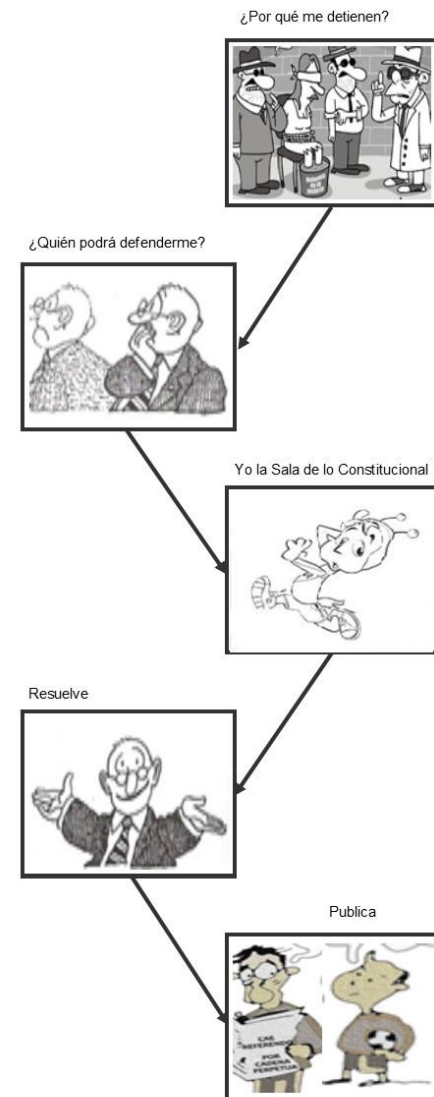 ¿Por qué me detienen?
¿Quién podrá defenderme?
Yo la Sala de lo Constitucional
Resuelve
Publica
CAE
REFERENDO
POR
CADENA
PERPETUA